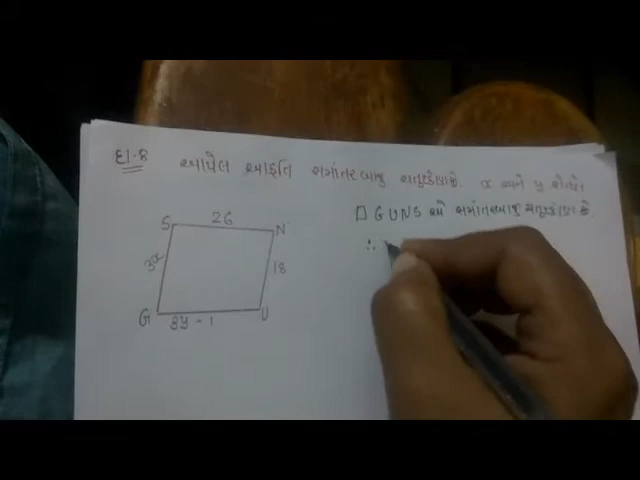 દા-8 આપેલ આકૃતિ સમાંતરબાજુ ચતુષ્કોણ છે. x અને y શોધો.
□ GUNS એ સમાંતરબાજુ ચતુષ્કોણ છે.
∴
S 26 N
3x 18
G 3y - 1 U